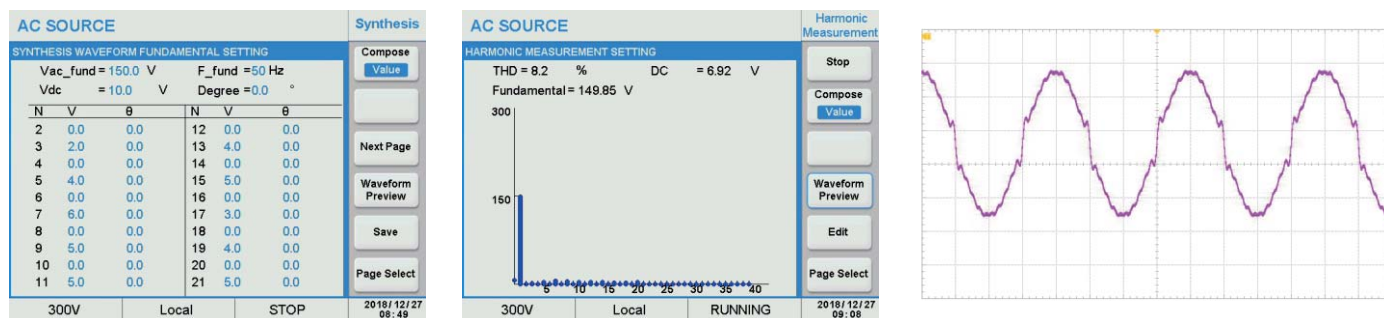 AC SOURCE
Synthesis
SYNTHESIS WAVEFORM FUNDAMENTAL SETTING
Vac_fund = 150.0 V F_fund =50 Hz
Vdc = 10.0 V Degree =0.0 °
N V θ N V θ
2 0.0 0.0 12 0.0 0.0
3 2.0 0.0 13 4.0 0.0
4 0.0 0.0 14 0.0 0.0
5 4.0 0.0 15 5.0 0.0
6 0.0 0.0 16 0.0 0.0
7 6.0 0.0 17 3.0 0.0
8 0.0 0.0 18 0.0 0.0
9 5.0 0.0 19 4.0 0.0
10 0.0 0.0 20 0.0 0.0
11 5.0 0.0 21 5.0 0.0
Compose
Value
Next Page
Waveform
Preview
Save
Page Select
300V Local STOP
2018/12/27
08:49
AC SOURCE
Harmonic
Measurement
HARMONIC MEASUREMENT SETTING
THD = 8.2 % DC = 6.92 V
Fundamental = 149.85 V
300
150
5 10 15 20 25 30 35 40
Stop
Compose
Value
Waveform
Preview
Edit
Page Select
300V Local RUNNING
2018/12/27
09:08